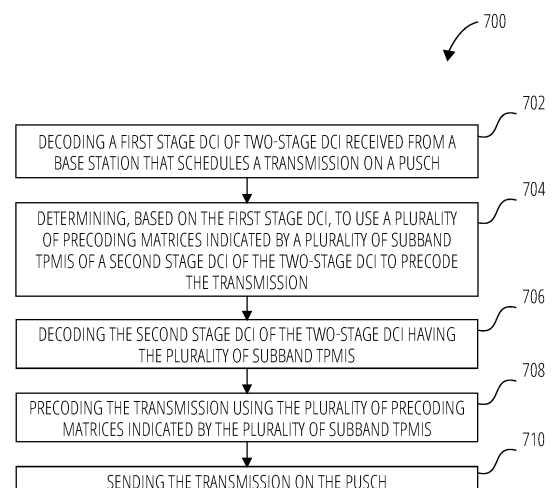 700
702
DECODING A FIRST STAGE DCI OF TWO-STAGE DCI RECEIVED FROM A
BASE STATION THAT SCHEDULES A TRANSMISSION ON A PUSCH
704
DETERMINING, BASED ON THE FIRST STAGE DCI, TO USE A PLURALITY
OF PRECODING MATRICES INDICATED BY A PLURALITY OF SUBBAND
TPMIS OF A SECOND STAGE DCI OF THE TWO-STAGE DCI TO PRECODE
THE TRANSMISSION
706
DECODING THE SECOND STAGE DCI OF THE TWO-STAGE DCI HAVING
THE PLURALITY OF SUBBAND TPMIS
708
PRECODING THE TRANSMISSION USING THE PLURALITY OF PRECODING
MATRICES INDICATED BY THE PLURALITY OF SUBBAND TPMIS
710
SENDING THE TRANSMISSION ON THE PUSCH